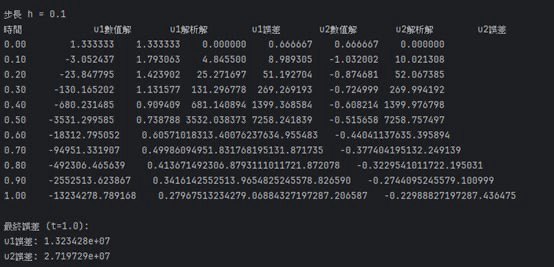 步長 h = 0.1
時間 u1數值解 u1解析解 u1誤差 u2數值解 u2解析解 u2誤差
0.00 1.333333 1.333333 0.000000 0.666667 0.666667 0.000000
0.10 -3.052437 1.793063 4.845500 8.989305 -1.032002 10.021308
0.20 -23.847795 1.423902 25.271697 51.192704 -0.874681 52.067385
0.30 -130.165202 1.131577 131.296778 269.269193 -0.724999 269.994192
0.40 -680.231485 0.909409 681.140894 1399.368584 -0.608214 1399.976798
0.50 -3531.299585 0.738788 3532.038373 7258.241839 -0.515658 7258.757497
0.60 -18312.795052 0.60571018313.40076237634.955483 -0.44041137635.395894
0.70 -94951.331907 0.49986094951.831768195131.871735 -0.377404195132.249139
0.80 -492306.465639 0.413671492306.8793111011721.872078 -0.3229541011722.195031
0.90 -2552513.623867 0.3416142552513.9654825245578.826590 -0.2744095245579.100999
1.00 -13234278.789168 0.27967513234279.06884327197287.206587 -0.22988827197287.436475
最終誤差 (t=1.0):
u1誤差: 1.323428e+07
u2誤差: 2.719729e+07